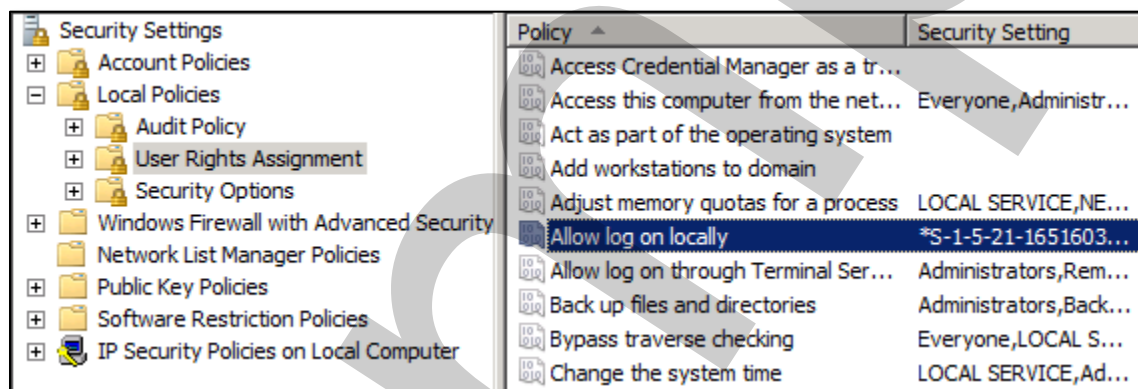 Security Settings
Account Policies
Local Policies
Audit Policy
User Rights Assignment
Security Options
Windows Firewall with Advanced Security
Network List Manager Policies
Public Key Policies
Software Restriction Policies
IP Security Policies on Local Computer
Policy Security Setting
Access Credential Manager as a tr...
Access this computer from the net... Everyone,Administr...
Act as part of the operating system
Add workstations to domain
Adjust memory quotas for a process LOCAL SERVICE,NE...
Allow log on locally *S-1-5-21-1651603...
Allow log on through Terminal Ser... Administrators,Rem...
Back up files and directories Administrators,Back...
Bypass traverse checking Everyone,LOCAL S...
Change the system time LOCAL SERVICE,Ad...